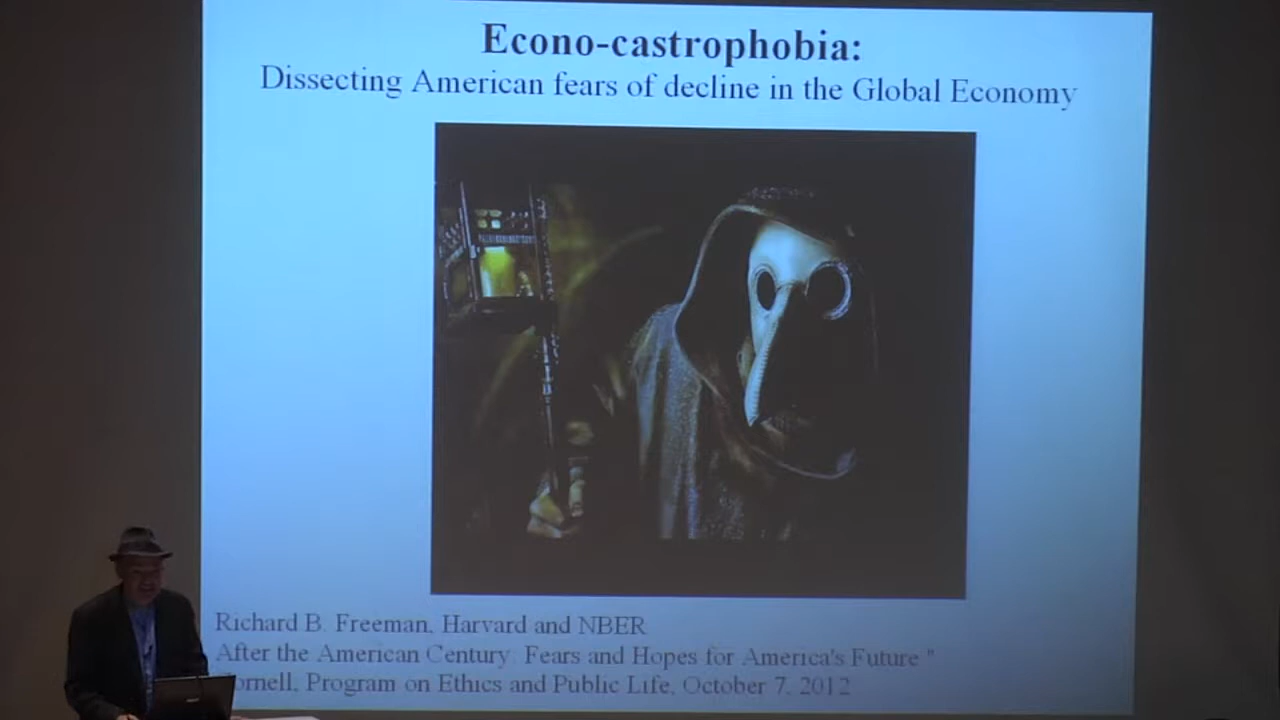 Econo-castrophobia:
Dissecting American fears of decline in the Global Economy
Richard B. Freeman, Harvard and NBER
After the American Century: Fears and Hopes for America's Future "
ornell, Program on Ethics and Public Life, October 7, 2012